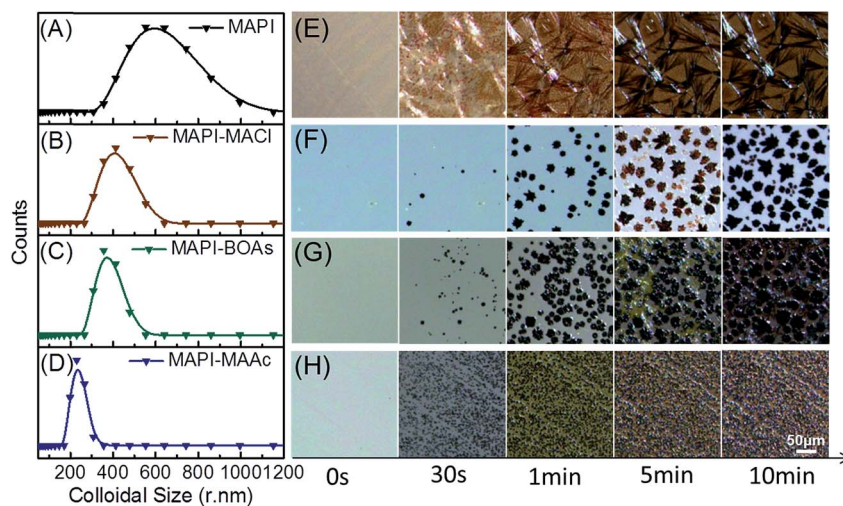 (A)
MAPI
(B)
MAPI-MACl
(C)
MAPI-BOAs
(D)
MAPI-MAAc
Counts
200 400 600 800 1000 1200
Colloidal Size (r.nm)
(E)
(F)
(G)
(H)
50μm
0s 30s 1min 5min 10min